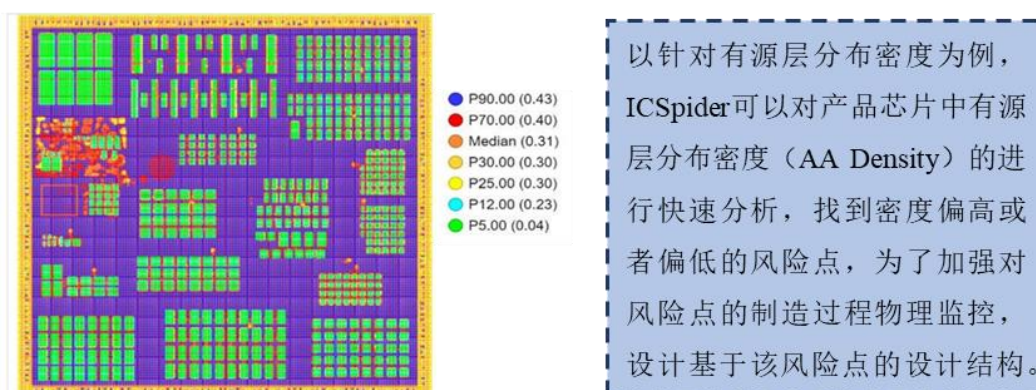 P90.00 (0.43)
P70.00 (0.40)
Median (0.31)
P30.00 (0.30)
P25.00 (0.30)
P12.00 (0.23)
P5.00 (0.04)
以针对有源层分布密度为例，
ICSpider可以对产品芯片中有源
层分布密度（AA Density）的进
行快速分析，找到密度偏高或
者偏低的风险点，为了加强对
风险点的制造过程物理监控，
设计基于该风险点的设计结构